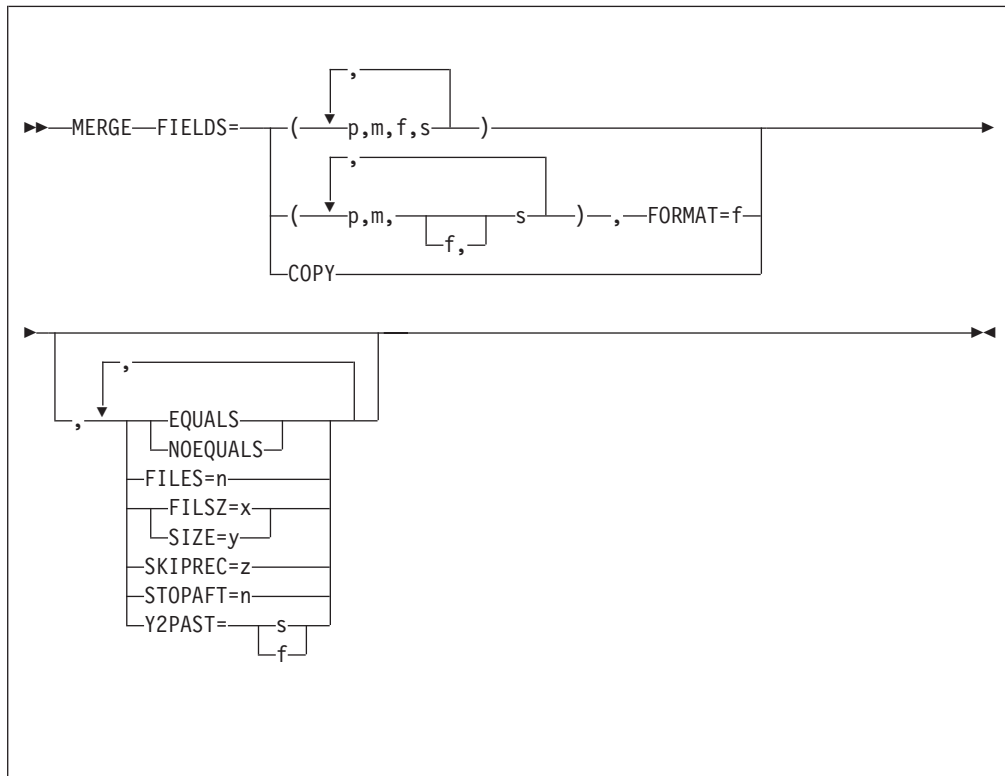 ,
MERGE FIELDS= ( p,m,f,s )
,
( p,m, s ) , FORMAT=f
f,
COPY
,
, EQUALS
NOEQUALS
FILES=n
FILSZ=x
SIZE=y
SKIPREC=z
STOPAFT=n
Y2PAST= s
f